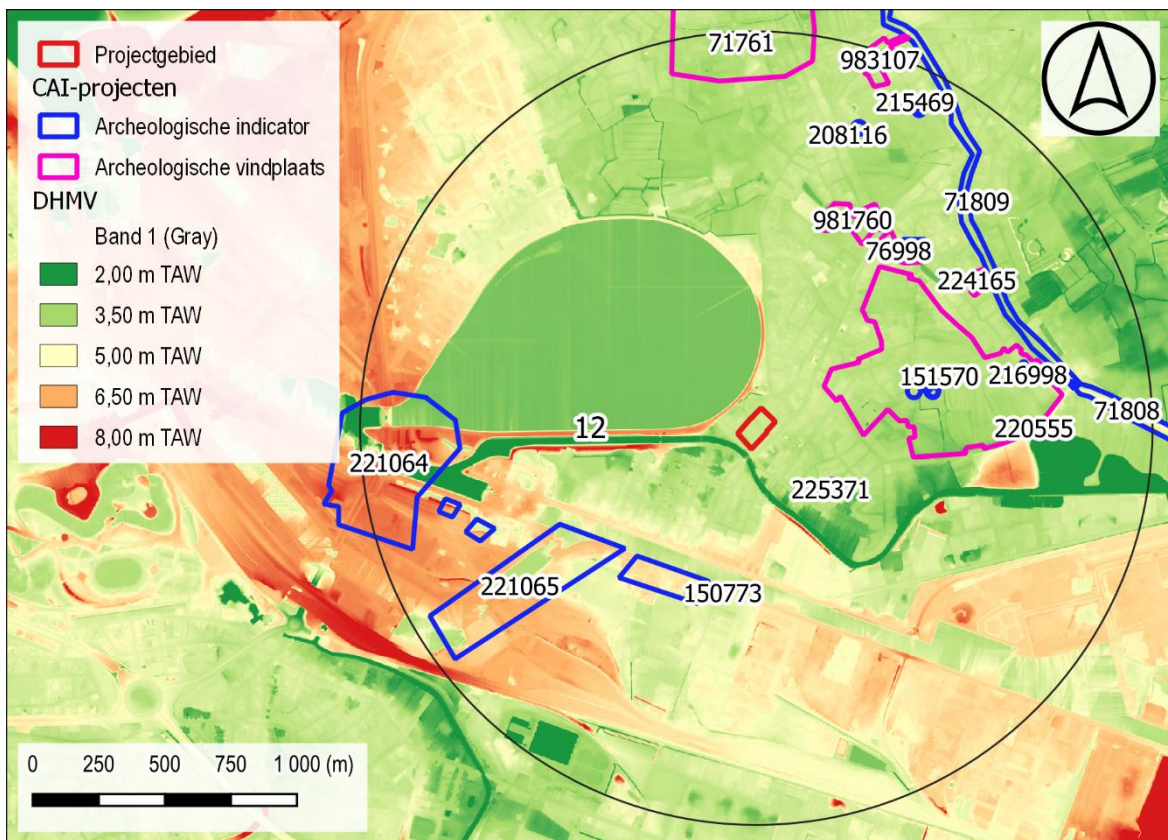 Projectgebied
CAI-projecten
Archeologische indicator
Archeologische vindplaats
DHMV
Band 1 (Gray)
2,00 m TAW
3,50 m TAW
5,00 m TAW
6,50 m TAW
8,00 m TAW
71761
983107
215469
208116
71809
981760
76998
224165
151570
216998
71808
220555
12
221064
225371
221065
150773
0 250 500 750 1 000 (m)